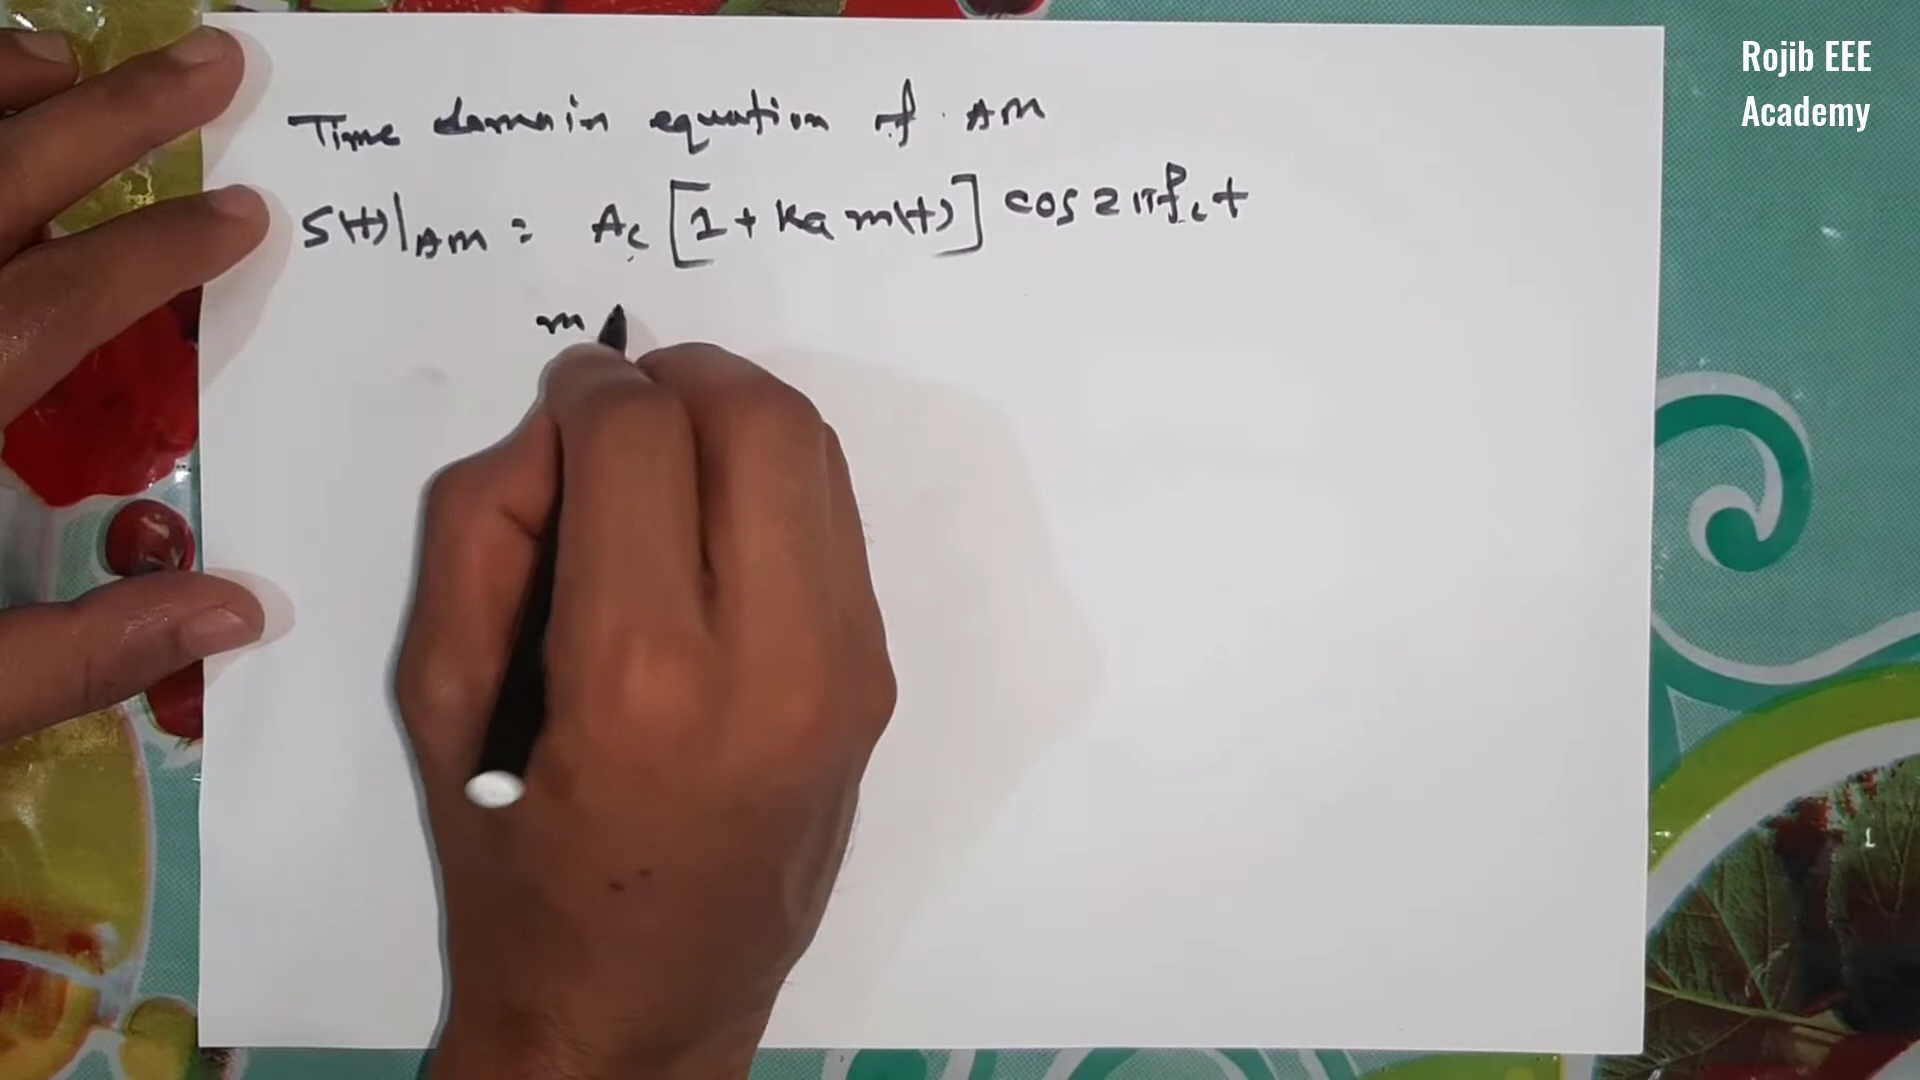 Rojib EEE
Academy
Time domain equation of AM
S(t)|AM = Ac [1 + Ka m(t)] cos 2πfct
m